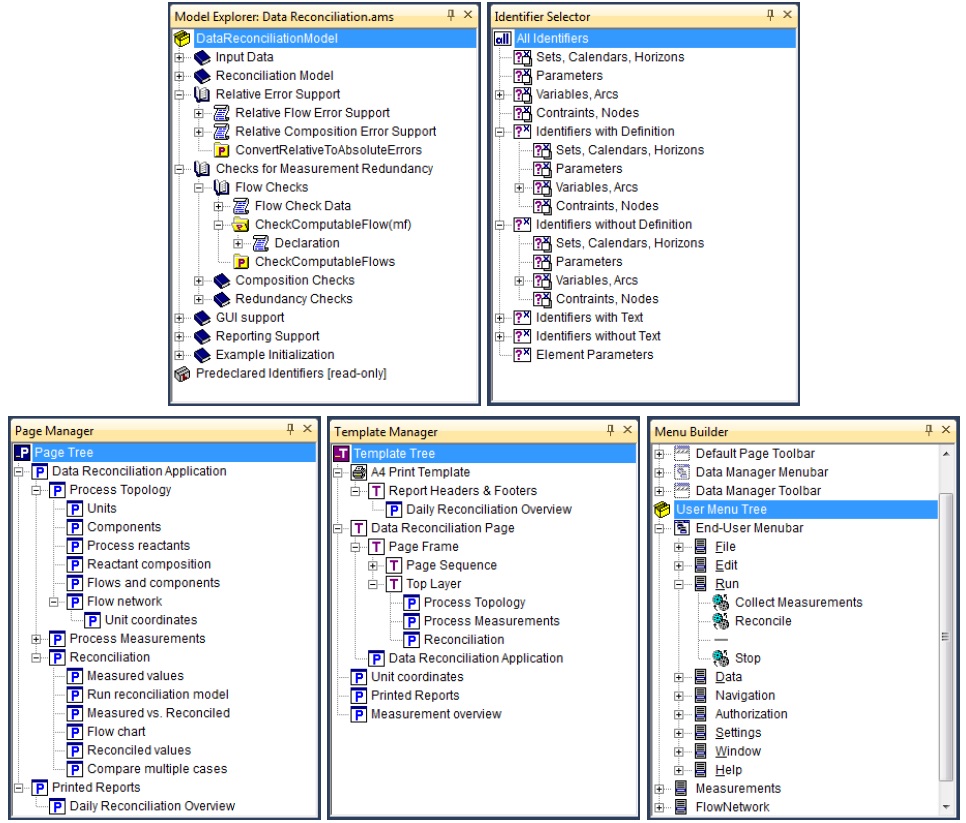 Model Explorer: Data Reconciliation.ams
DataReconciliationModel
Input Data
Reconciliation Model
Relative Error Support
Relative Flow Error Support
Relative Composition Error Support
P ConvertRelativeToAbsoluteErrors
Checks for Measurement Redundancy
Flow Checks
Flow Check Data
CheckComputableFlow(mf)
Declaration
P CheckComputableFlows
Composition Checks
Redundancy Checks
GUI support
Reporting Support
Example Initialization
Predeclared Identifiers [read-only]
Identifier Selector
all All Identifiers
Sets, Calendars, Horizons
Parameters
Variables, Arcs
Contraints, Nodes
Identifiers with Definition
Sets, Calendars, Horizons
Parameters
Variables, Arcs
Contraints, Nodes
Identifiers without Definition
Sets, Calendars, Horizons
Parameters
Variables, Arcs
Contraints, Nodes
Identifiers with Text
Identifiers without Text
Element Parameters
Page Manager
P Page Tree
P Data Reconciliation Application
P Process Topology
P Units
P Components
P Process reactants
P Reactant composition
P Flows and components
P Flow network
P Unit coordinates
P Process Measurements
P Reconciliation
P Measured values
P Run reconciliation model
P Measured vs. Reconciled
P Flow chart
P Reconciled values
P Compare multiple cases
P Printed Reports
P Daily Reconciliation Overview
Template Manager
T Template Tree
A4 Print Template
T Report Headers & Footers
P Daily Reconciliation Overview
T Data Reconciliation Page
T Page Frame
T Page Sequence
T Top Layer
P Process Topology
P Process Measurements
P Reconciliation
P Data Reconciliation Application
P Unit coordinates
P Printed Reports
P Measurement overview
Menu Builder
Default Page Toolbar
Data Manager Menubar
Data Manager Toolbar
User Menu Tree
End-User Menubar
File
Edit
Run
Collect Measurements
Reconcile
Stop
Data
Navigation
Authorization
Settings
Window
Help
Measurements
FlowNetwork